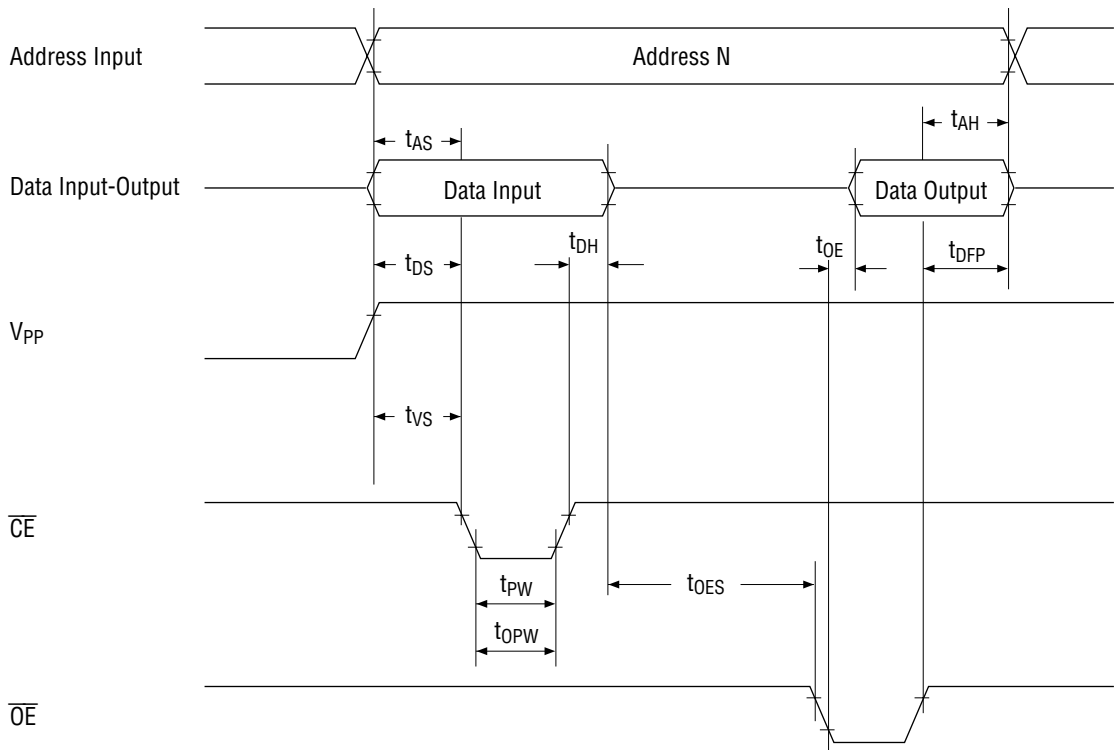 Address Input
Address N
tAS
tAH
Data Input-Output
Data Input
Data Output
tDH
tOE
tDS
tDFP
VPP
tVS
CE
tPW
tOES
tOPW
OE